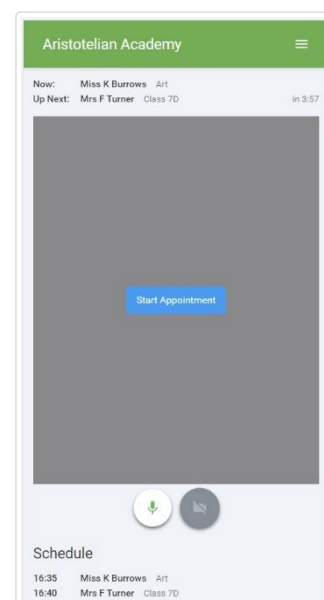 Aristotelian Academy
Now: Miss K Burrows Art
Up Next: Mrs F Turner Class 7D in 3:57
Start Appointment
Schedule
16:35 Miss K Burrows Art
16:40 Mrs F Turner Class 7D